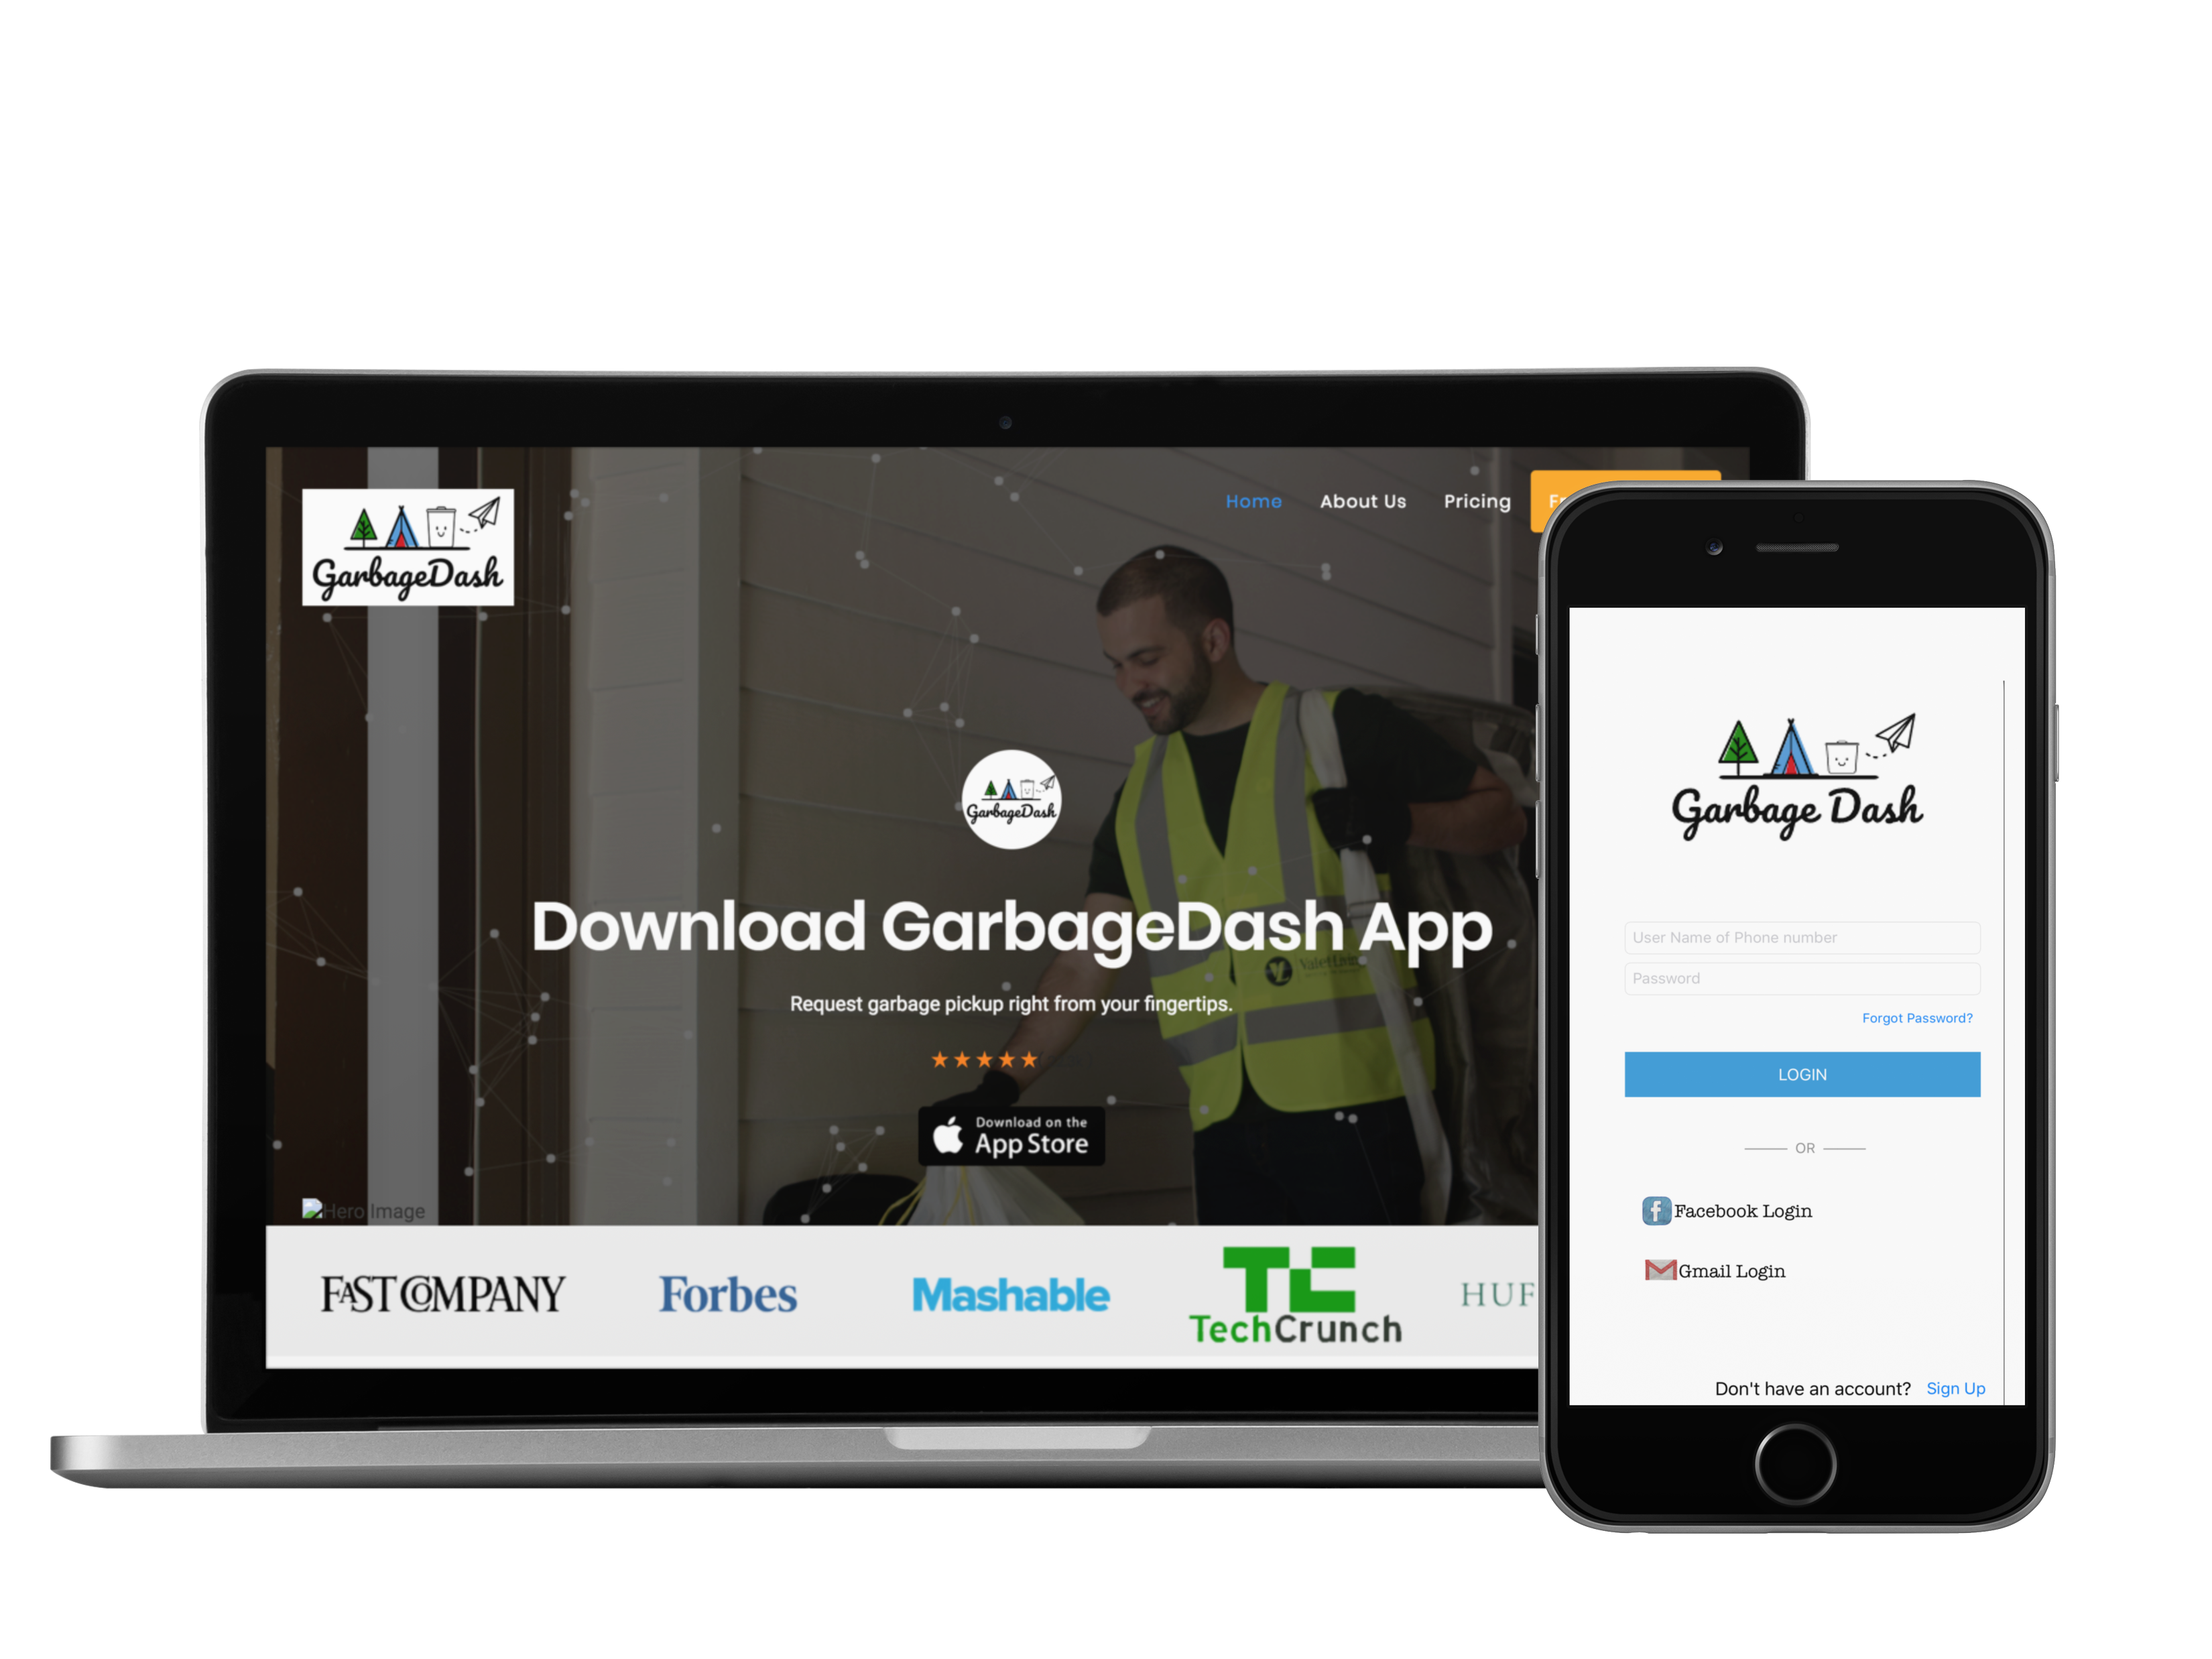 GarbageDash
Home
About Us
Pricing
GarbageDash
Download GarbageDash App
Request garbage pickup right from your fingertips.
Download on the
App Store
Hero Image
FAST COMPANY
Forbes
Mashable
TC
TechCrunch
HUF
Garbage Dash
User Name of Phone number
Password
Forgot Password?
LOGIN
OR
Facebook Login
Gmail Login
Don't have an account? Sign Up